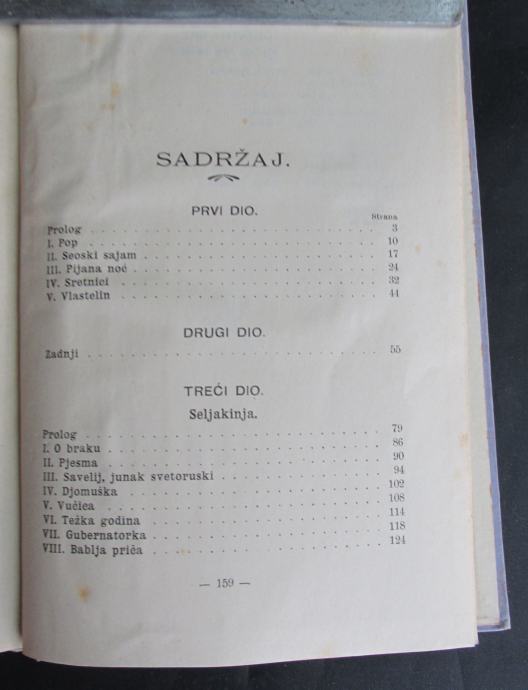 SADRŽAJ.
PRVI DIO.
Strana
Prolog . . . . . . . . . . . . . . . . . . . . 3
I. Pop . . . . . . . . . . . . . . . . . . . . 10
II. Seoski sajam . . . . . . . . . . . . . . . . 17
III. Pijana noć . . . . . . . . . . . . . . . . 24
IV. Sretnici . . . . . . . . . . . . . . . . . . 32
V. Vlastelin . . . . . . . . . . . . . . . . . . 44
DRUGI DIO.
Zadnji . . . . . . . . . . . . . . . . . . . . 55
TREĆI DIO.
Seljakinja.
Prolog . . . . . . . . . . . . . . . . . . . . 79
I. O braku . . . . . . . . . . . . . . . . . . 86
II. Pjesma . . . . . . . . . . . . . . . . . . 90
III. Savelij, junak svetoruski . . . . . . . . . . 94
IV. Djomuška . . . . . . . . . . . . . . . . . . 102
V. Vučica . . . . . . . . . . . . . . . . . . . 108
VI. Težka godina . . . . . . . . . . . . . . . . 114
VII. Gubernatorka . . . . . . . . . . . . . . . 118
VIII. Bablja priča . . . . . . . . . . . . . . . 124
— 159 —